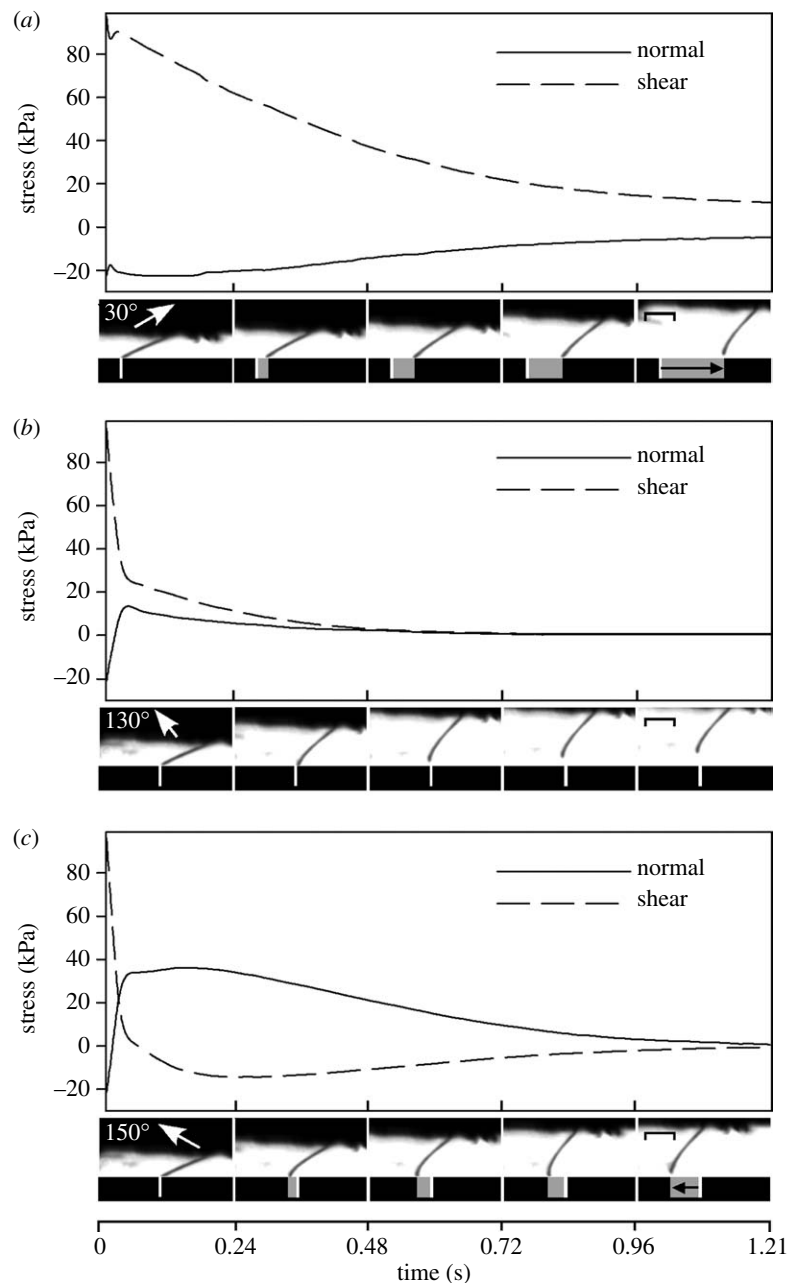 (a)
80
60
40
20
0
–20
stress (kPa)
normal
shear
30°
(b)
80
60
40
20
0
–20
stress (kPa)
normal
shear
130°
(c)
80
60
40
20
0
–20
stress (kPa)
normal
shear
150°
0 0.24 0.48 0.72 0.96 1.21
time (s)